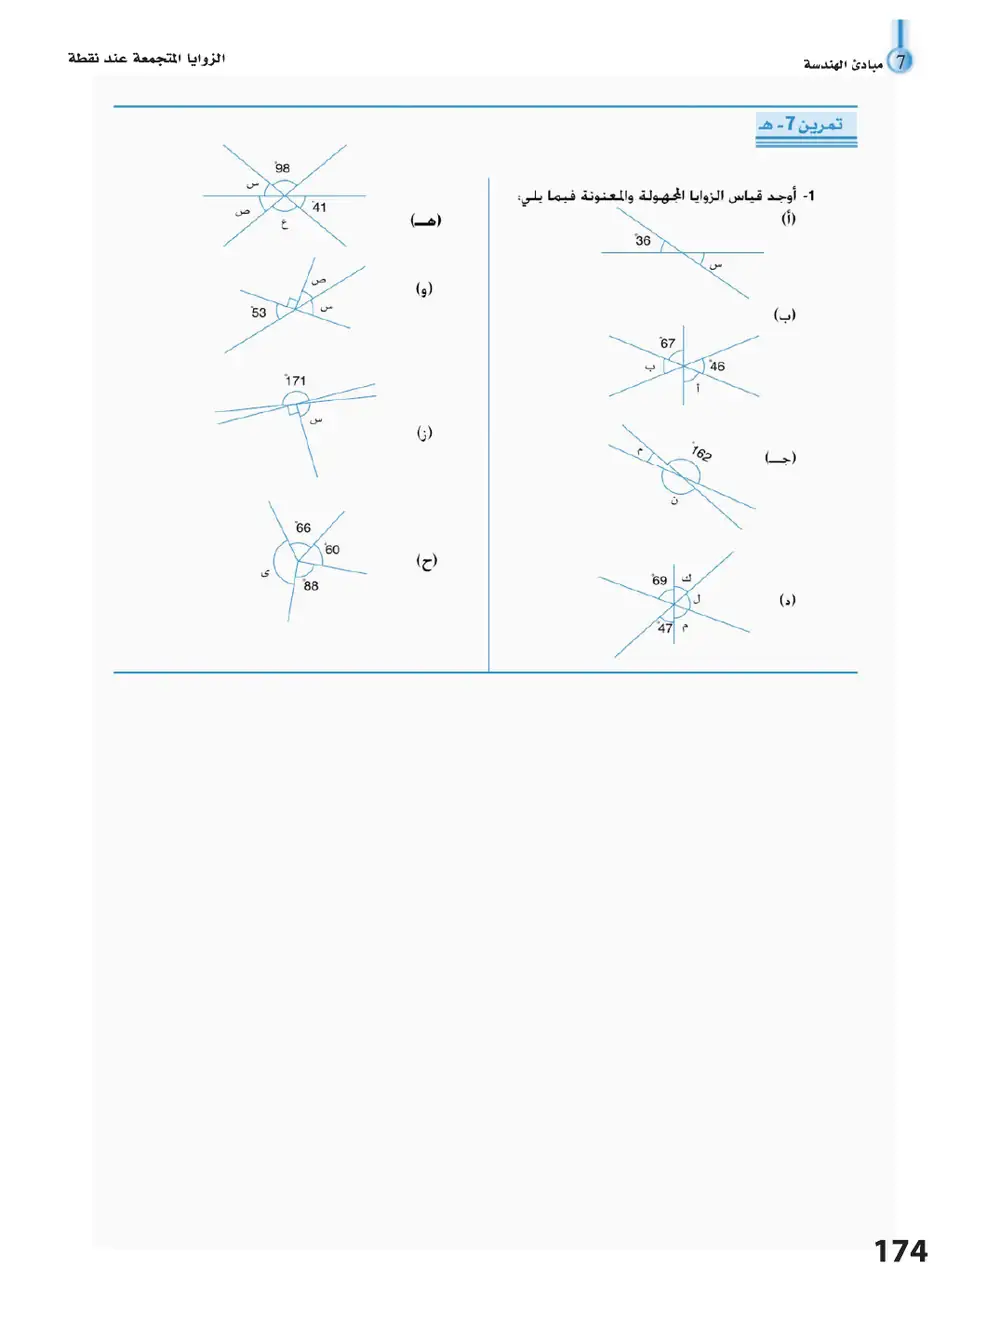 7 مبادئ الهندسة
الزوايا المتجمعة عند نقطة
تمرين 7- هـ
1- أوجد قياس الزوايا المجهولة والمعنونة فيما يلي:
(أ)
36°
س
(ب)
67°
46°
ب
أ
(جـ)
162°
م
ن
(د)
69°
ك
ل
47°
م
(هـ)
98°
س
41°
ص
ع
(و)
ص
س
53°
(ز)
171°
س
(ح)
66°
60°
ى
88°
174